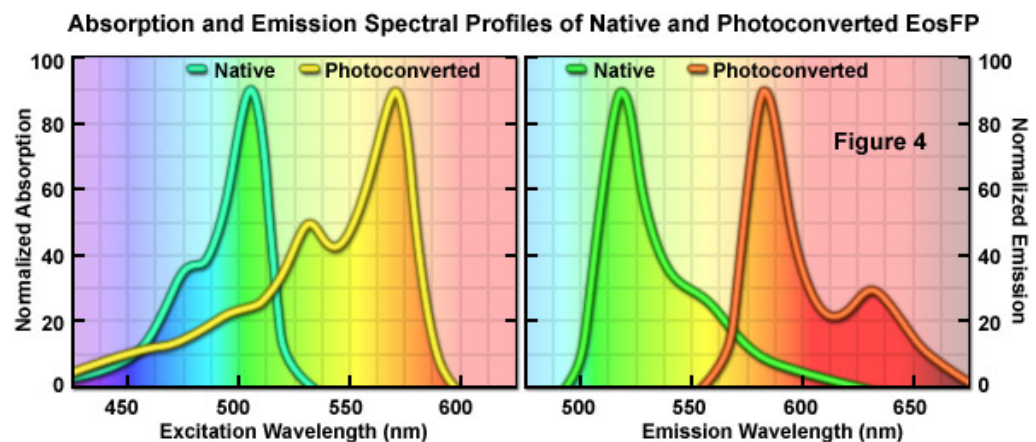 Absorption and Emission Spectral Profiles of Native and Photoconverted EosFP
Normalized Absorption
100
80
60
40
20
0
Native Photoconverted
450 500 550 600
Excitation Wavelength (nm)
Native Photoconverted
Figure 4
500 550 600 650
Emission Wavelength (nm)
100
80
60
40
20
0
Normalized Emission